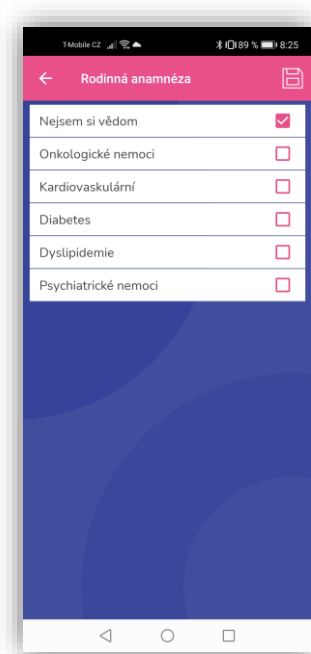 T-Mobile CZ 89 % 8:25
Rodinná anamnéza
Nejsem si vědom
Onkologické nemoci
Kardiovaskulární
Diabetes
Dyslipidemie
Psychiatrické nemoci